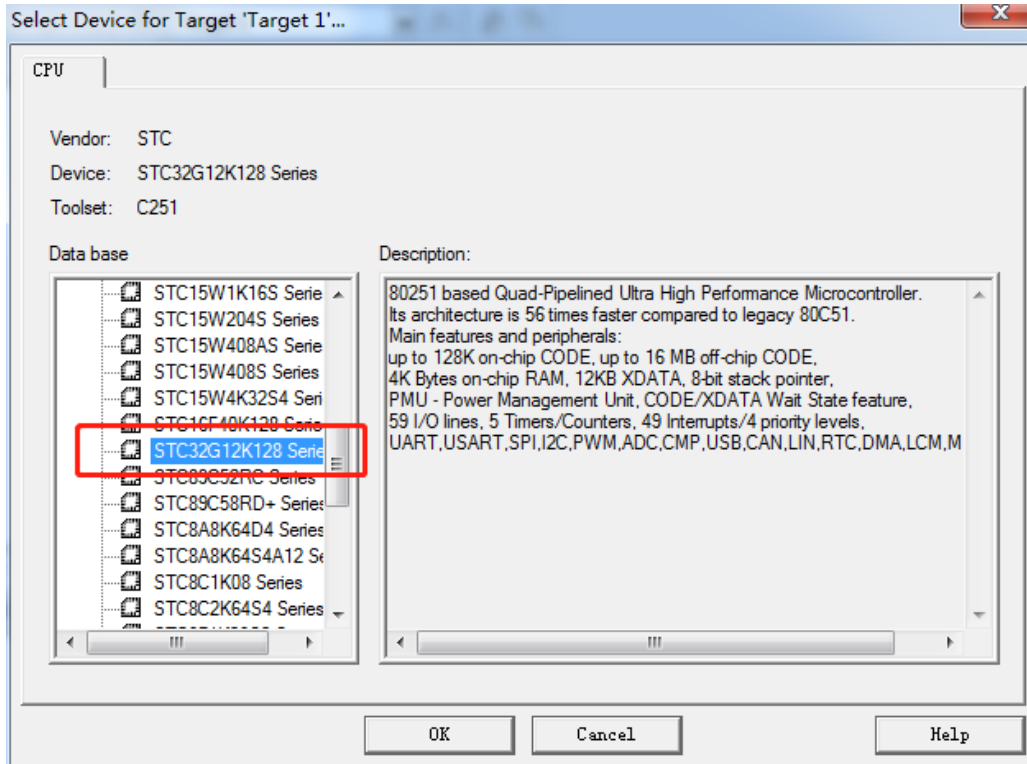 Select Device for Target 'Target 1'...
CPU
Vendor: STC
Device: STC32G12K128 Series
Toolset: C251
Data base
Description:
STC15W1K16S Serie
STC15W204S Series
STC15W408AS Serie
STC15W408S Series
STC15W4K32S4 Seri
STC16F40K128 Serie
STC32G12K128 Serie
STC89C52RC Series
STC89C58RD+ Series
STC8A8K64D4 Series
STC8A8K64S4A12 Se
STC8C1K08 Series
STC8C2K64S4 Series
80251 based Quad-Pipelined Ultra High Performance Microcontroller.
Its architecture is 56 times faster compared to legacy 80C51.
Main features and peripherals:
up to 128K on-chip CODE, up to 16 MB off-chip CODE,
4K Bytes on-chip RAM, 12KB XDATA, 8-bit stack pointer,
PMU - Power Management Unit, CODE/XDATA Wait State feature,
59 I/O lines, 5 Timers/Counters, 49 Interrupts/4 priority levels,
UART,USART,SPI,I2C,PWM,ADC,CMP,USB,CAN,LIN,RTC,DMA,LCM,M
OK
Cancel
Help